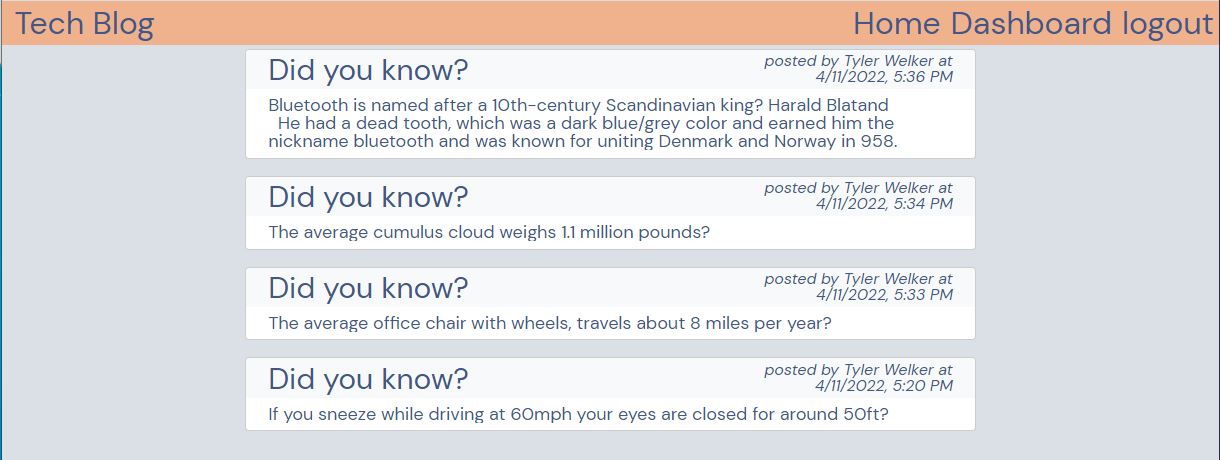 Tech Blog
Home Dashboard logout
Did you know?
posted by Tyler Welker at
4/11/2022, 5:36 PM
Bluetooth is named after a 10th-century Scandinavian king? Harald Blatand
He had a dead tooth, which was a dark blue/grey color and earned him the
nickname bluetooth and was known for uniting Denmark and Norway in 958.
Did you know?
posted by Tyler Welker at
4/11/2022, 5:34 PM
The average cumulus cloud weighs 1.1 million pounds?
Did you know?
posted by Tyler Welker at
4/11/2022, 5:33 PM
The average office chair with wheels, travels about 8 miles per year?
Did you know?
posted by Tyler Welker at
4/11/2022, 5:20 PM
If you sneeze while driving at 60mph your eyes are closed for around 50ft?